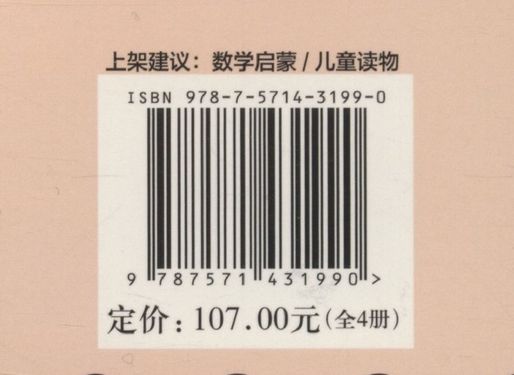 上架建议：数学启蒙/儿童读物
ISBN 978-7-5714-3199-0
9 787571 431990 >
定价：107.00元（全4册）